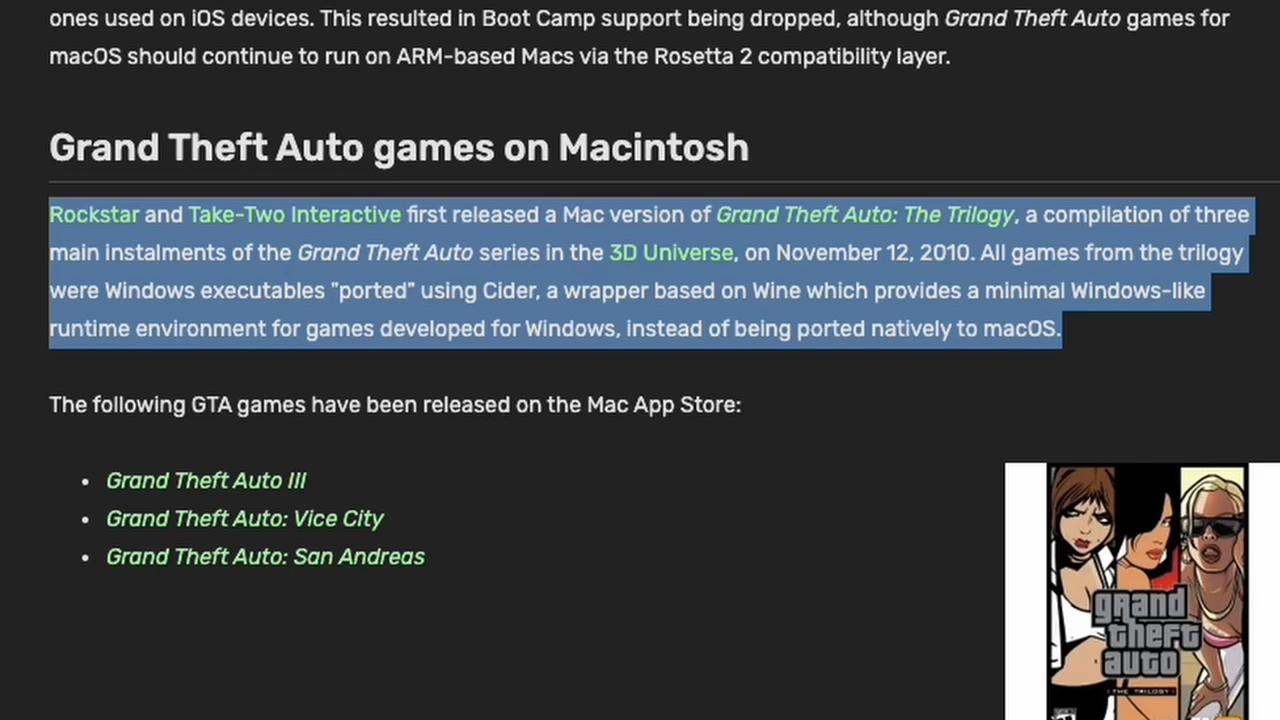 ones used on iOS devices. This resulted in Boot Camp support being dropped, although Grand Theft Auto games for
macOS should continue to run on ARM-based Macs via the Rosetta 2 compatibility layer.
Grand Theft Auto games on Macintosh
Rockstar and Take-Two Interactive first released a Mac version of Grand Theft Auto: The Trilogy, a compilation of three
main instalments of the Grand Theft Auto series in the 3D Universe, on November 12, 2010. All games from the trilogy
were Windows executables "ported" using Cider, a wrapper based on Wine which provides a minimal Windows-like
runtime environment for games developed for Windows, instead of being ported natively to macOS.
The following GTA games have been released on the Mac App Store:
• Grand Theft Auto III
• Grand Theft Auto: Vice City
• Grand Theft Auto: San Andreas
grand
theft
auto
THE TRILOGY